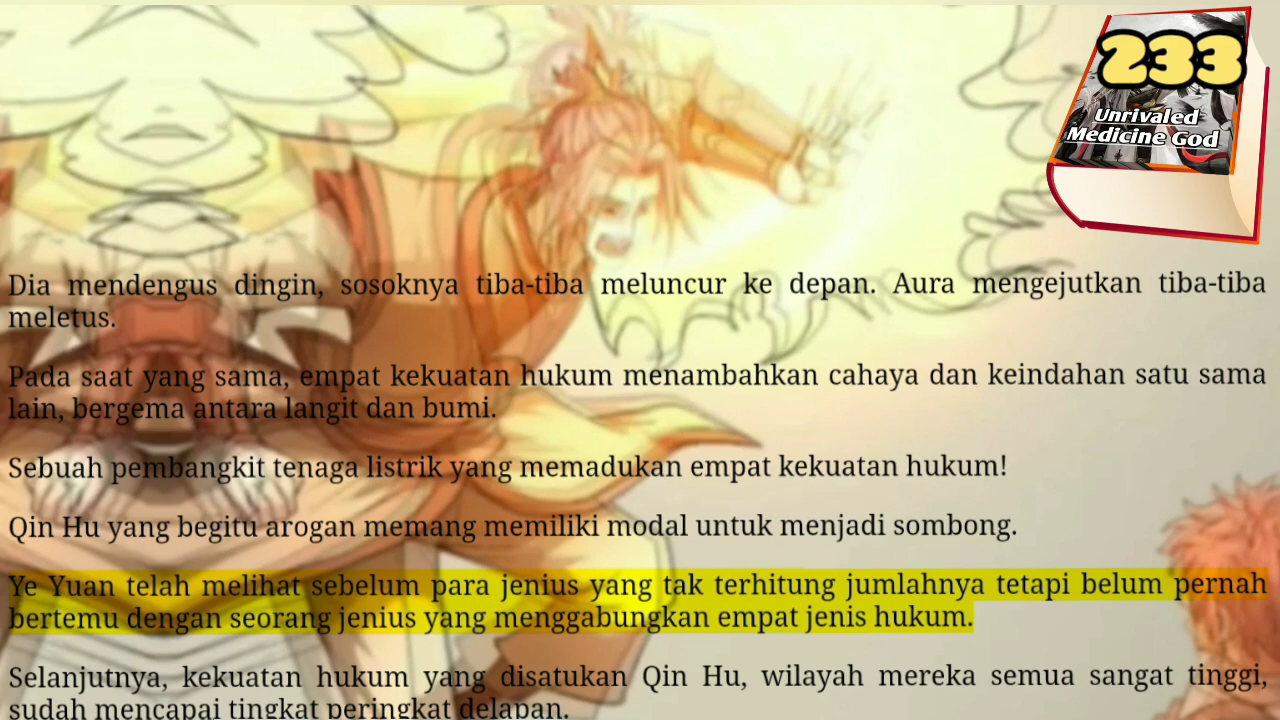 233
Unrivaled
Medicine God
Dia mendengus dingin, sosoknya tiba-tiba meluncur ke depan. Aura mengejutkan tiba-tiba
meletus.
Pada saat yang sama, empat kekuatan hukum menambahkan cahaya dan keindahan satu sama
lain, bergema antara langit dan bumi.
Sebuah pembangkit tenaga listrik yang memadukan empat kekuatan hukum!
Qin Hu yang begitu arogan memang memiliki modal untuk menjadi sombong.
Ye Yuan telah melihat sebelum para jenius yang tak terhitung jumlahnya tetapi belum pernah
bertemu dengan seorang jenius yang menggabungkan empat jenis hukum.
Selanjutnya, kekuatan hukum yang disatukan Qin Hu, wilayah mereka semua sangat tinggi,
sudah mencapai tingkat peringkat delapan.